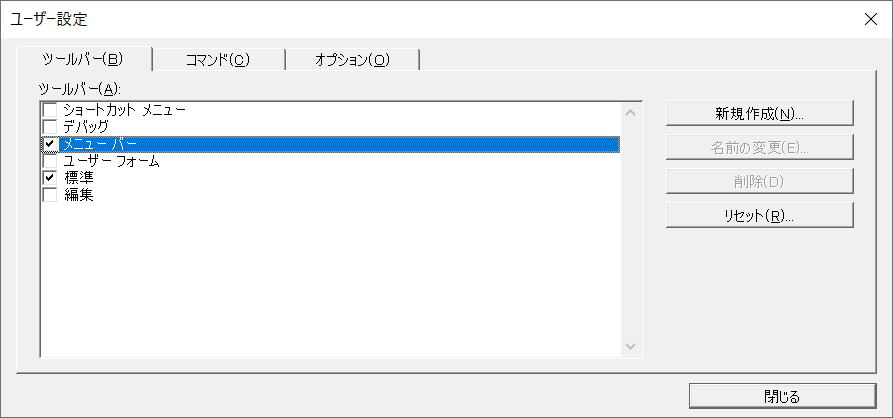 ユーザー設定
ツールバー(B)
コマンド(C)
オプション(O)
ツールバー(A):
ショートカット メニュー
デバッグ
メニュー バー
ユーザー フォーム
標準
編集
新規作成(N)...
名前の変更(E)...
削除(D)
リセット(R)...
閉じる